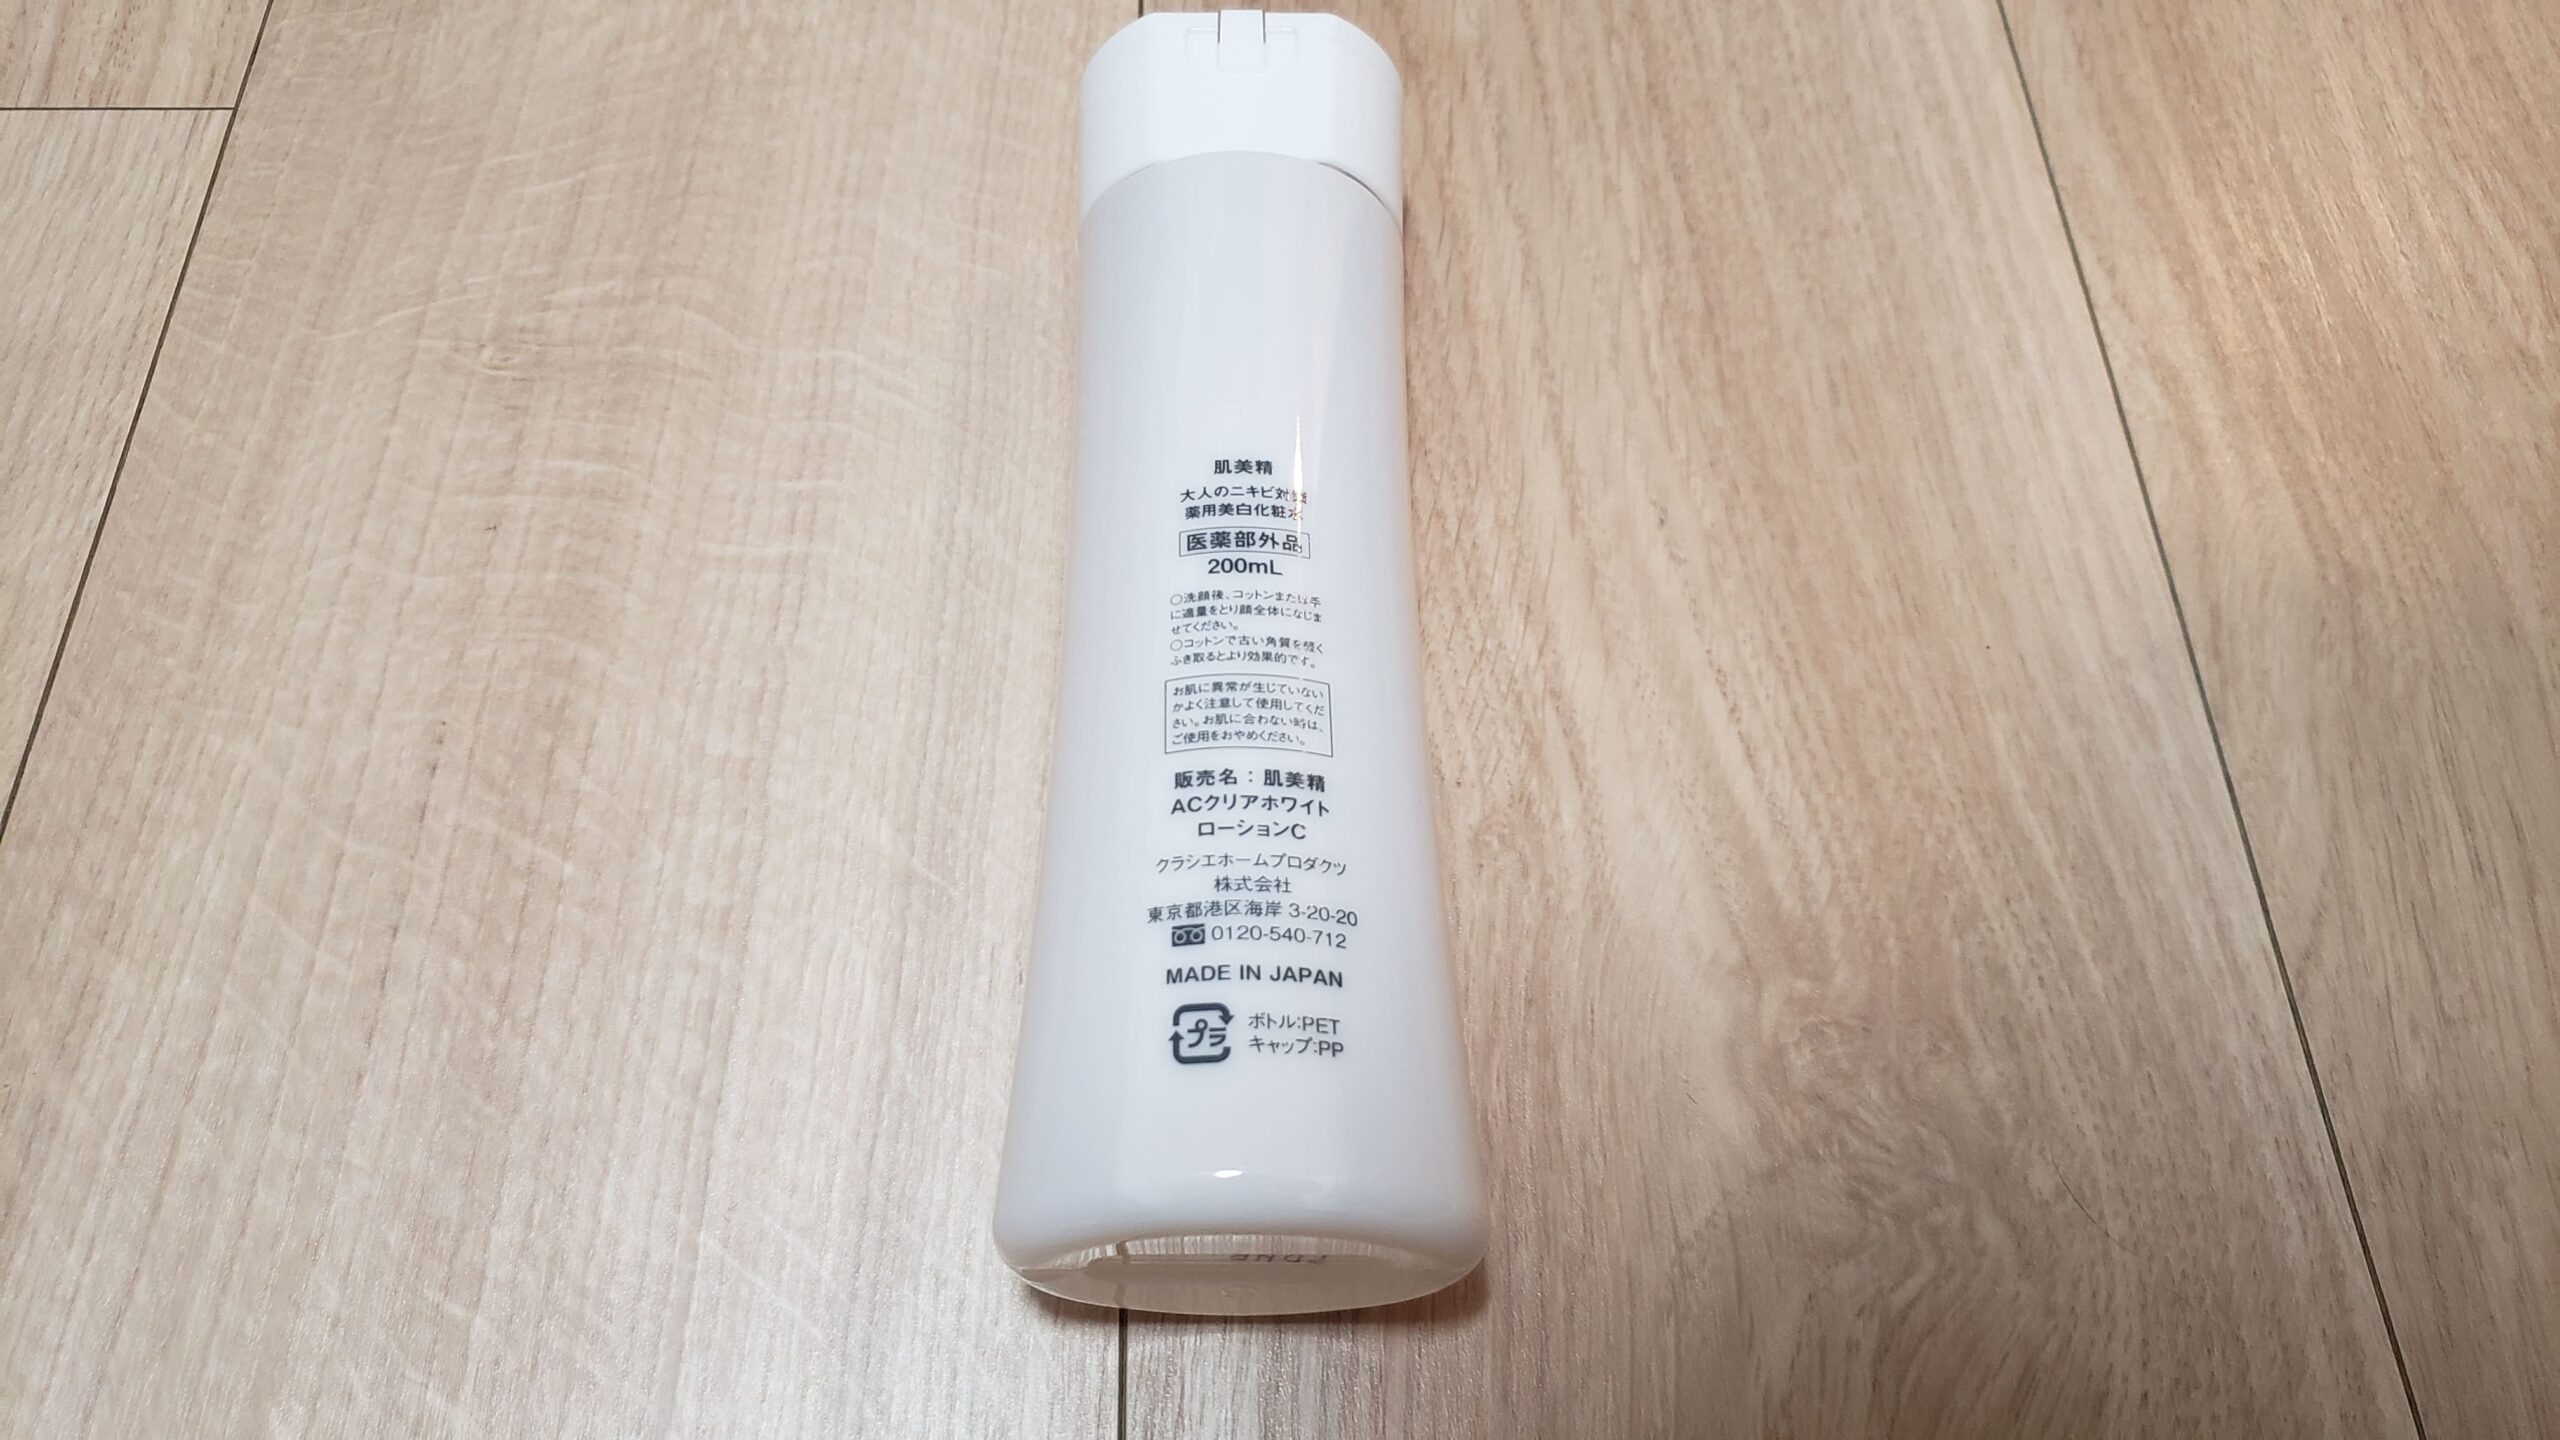 肌美精
大人のニキビ対策
薬用美白化粧水
医薬部外品
200mL
○洗顔後、コットンまたは手
に適量をとり顔全体になじま
せてください。
○コットンで古い角質を軽く
ふき取るとより効果的です。
お肌に異常が生じていない
かよく注意して使用してくだ
さい。お肌に合わない時は、
ご使用をおやめください。
販売名：肌美精
ACクリアホワイト
ローションC
クラシエホームプロダクツ
株式会社
東京都港区海岸 3-20-20
0120-540-712
MADE IN JAPAN
プラ
ボトル:PET
キャップ:PP